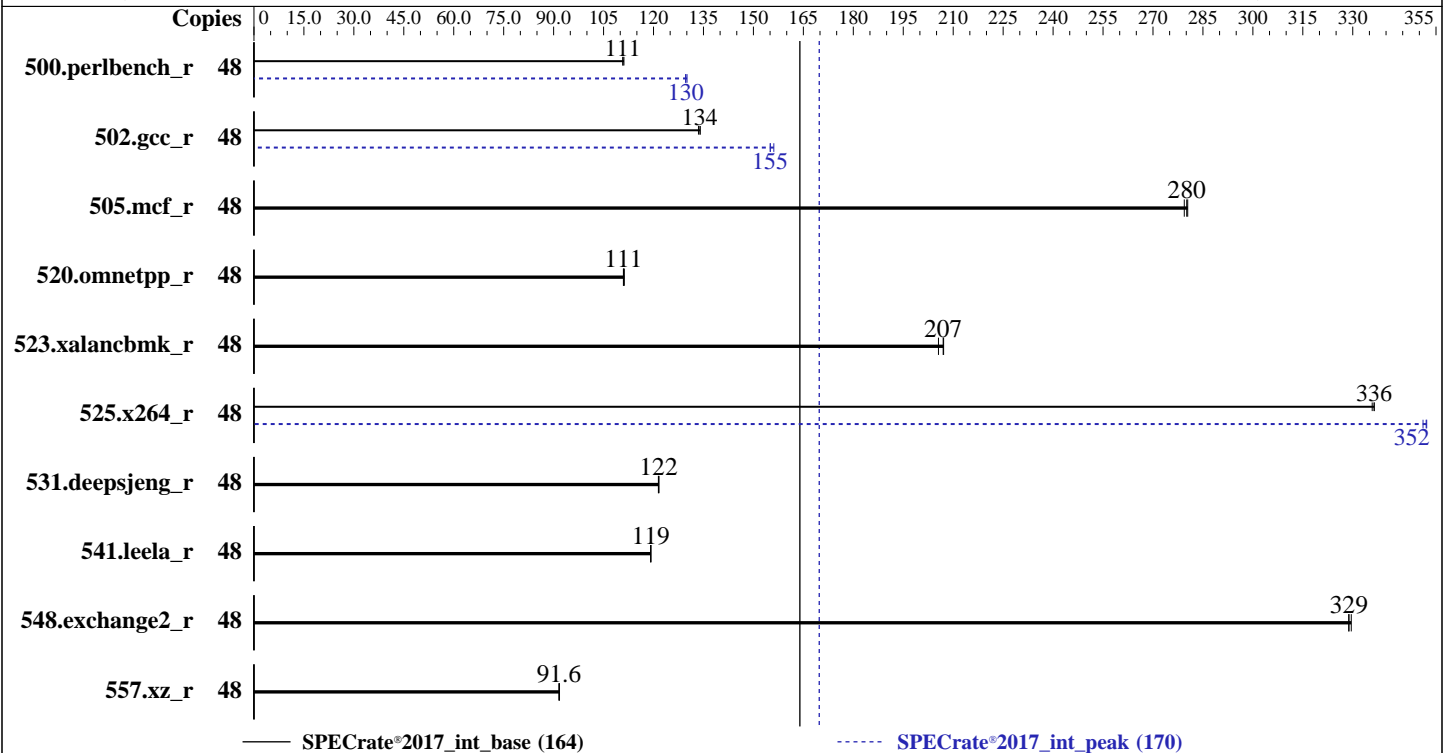 Copies 0 15.0 30.0 45.0 60.0 75.0 90.0 105 120 135 150 165 180 195 210 225 240 255 270 285 300 315 330 355
500.perlbench_r 48 111
130
502.gcc_r 48 134
155
505.mcf_r 48 280
520.omnetpp_r 48 111
523.xalancbmk_r 48 207
525.x264_r 48 336
352
531.deepsjeng_r 48 122
541.leela_r 48 119
548.exchange2_r 48 329
557.xz_r 48 91.6
SPECrate®2017_int_base (164) SPECrate®2017_int_peak (170)